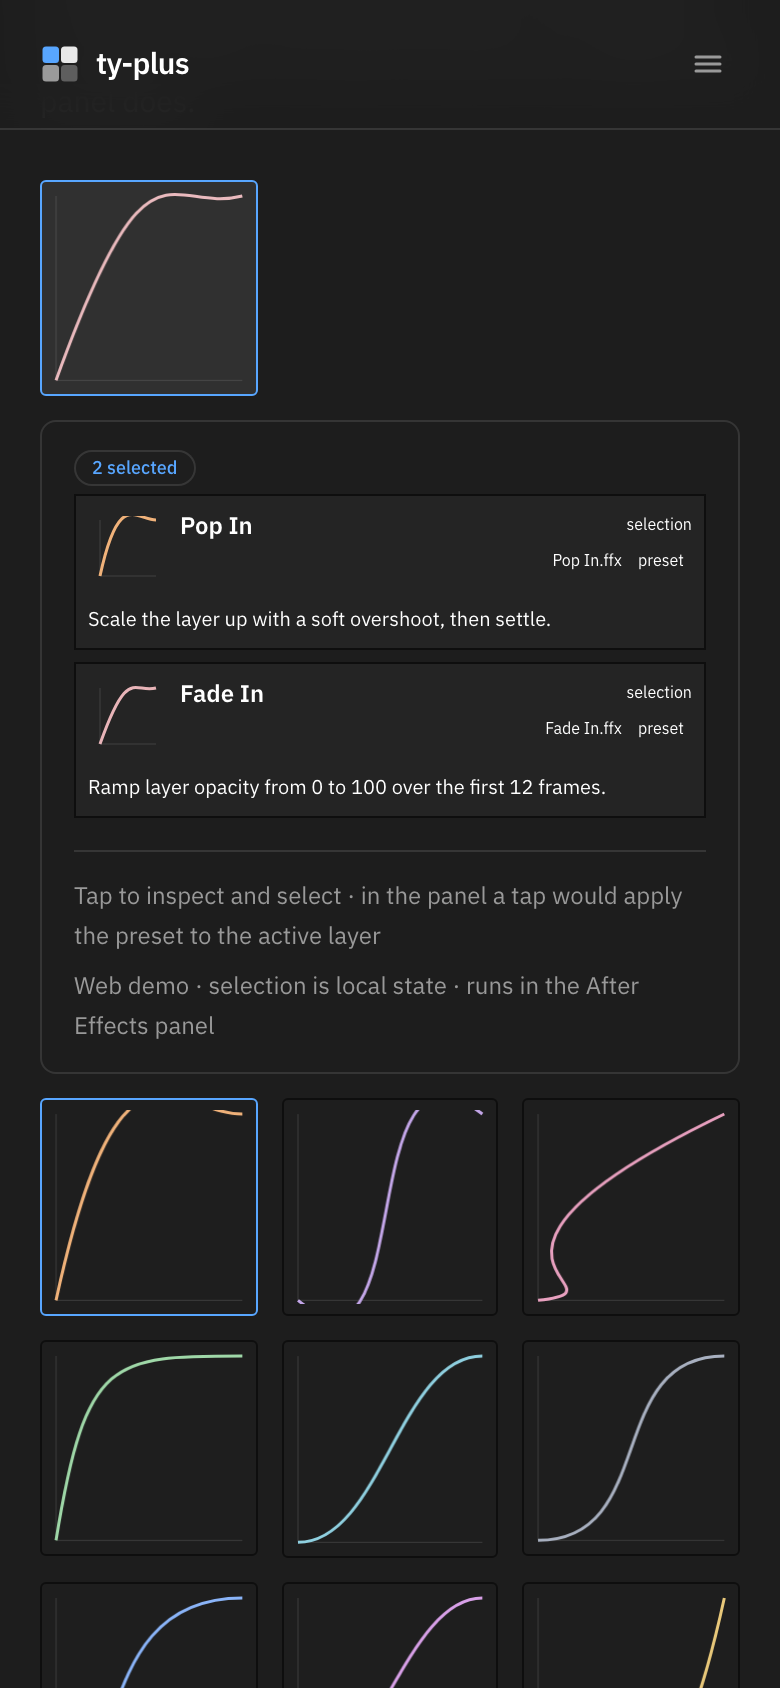 ty-plus
panel does.
2 selected
Pop In
selection
Pop In.ffx preset
Scale the layer up with a soft overshoot, then settle.
Fade In
selection
Fade In.ffx preset
Ramp layer opacity from 0 to 100 over the first 12 frames.
Tap to inspect and select · in the panel a tap would apply
the preset to the active layer
Web demo · selection is local state · runs in the After
Effects panel